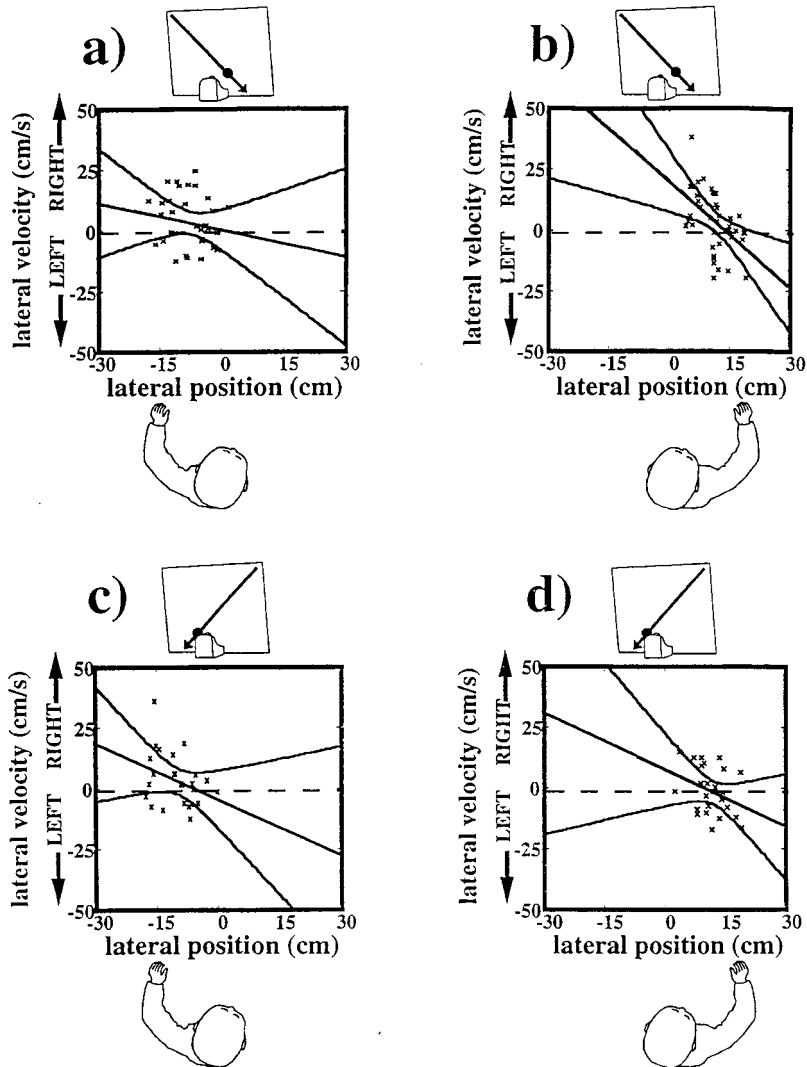 a)
lateral velocity (cm/s)
LEFT RIGHT
50
25
0
-25
-50
-30 -15 0 15 30
lateral position (cm)
b)
lateral velocity (cm/s)
LEFT RIGHT
50
25
0
-25
-50
-30 -15 0 15 30
lateral position (cm)
c)
lateral velocity (cm/s)
LEFT RIGHT
50
25
0
-25
-50
-30 -15 0 15 30
lateral position (cm)
d)
lateral velocity (cm/s)
LEFT RIGHT
50
25
0
-25
-50
-30 -15 0 15 30
lateral position (cm)